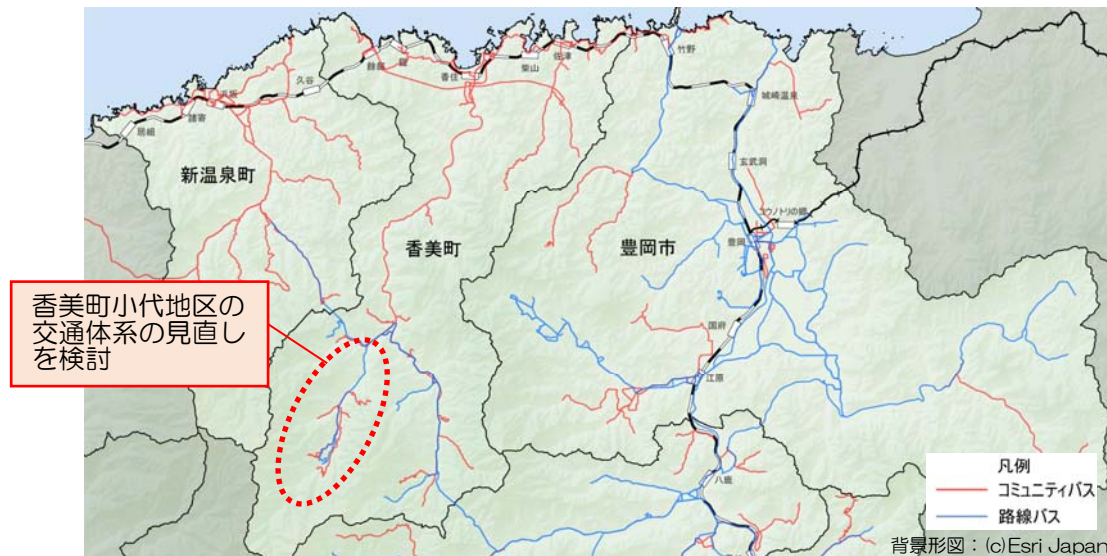 竹野
佐津
柴山
香住
鎧
餘部
久谷
浜坂
諸寄
居組
城崎温泉
玄武洞
新温泉町
コウノトリの郷
豊岡
香美町
豊岡市
香美町小代地区の
交通体系の見直し
を検討
国府
江原
八鹿
凡例
コミュニティバス
路線バス
背景形図：(c)Esri Japan